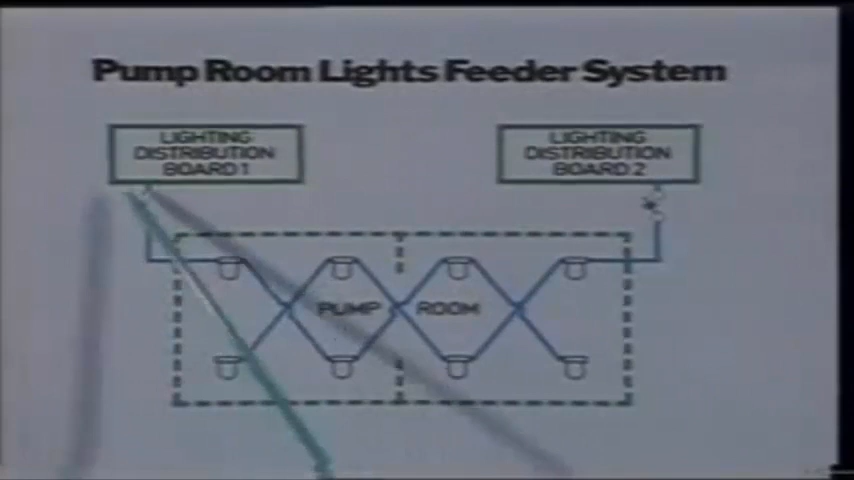 Pump Room Lights Feeder System
LIGHTING
DISTRIBUTION
BOARD 1
LIGHTING
DISTRIBUTION
BOARD 2
PUMP ROOM